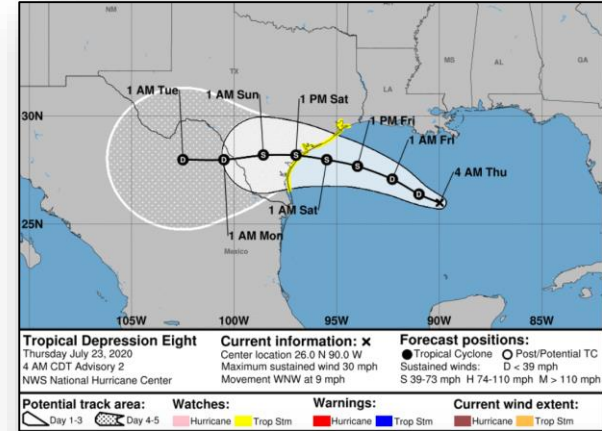 NM
TX
LA
MS
AL
GA
1 AM Tue
1 AM Sun
1 PM Sat
30N
1 PM Fri
1 AM Fri
4 AM Thu
D
D
S
S
S
S
D
D
1 AM Sat
25N
1 AM Mon
Mexico
105W
100W
95W
90W
85W
Tropical Depression Eight
Thursday July 23, 2020
4 AM CDT Advisory 2
NWS National Hurricane Center
Current information: x
Center location 26.0 N 90.0 W
Maximum sustained wind 30 mph
Movement WNW at 9 mph
Forecast positions:
Tropical Cyclone Post/Potential TC
Sustained winds: D < 39 mph
S 39-73 mph H 74-110 mph M > 110 mph
Potential track area:
Day 1-3 Day 4-5
Watches:
Hurricane Trop Stm
Warnings:
Hurricane Trop Stm
Current wind extent:
Hurricane Trop Stm